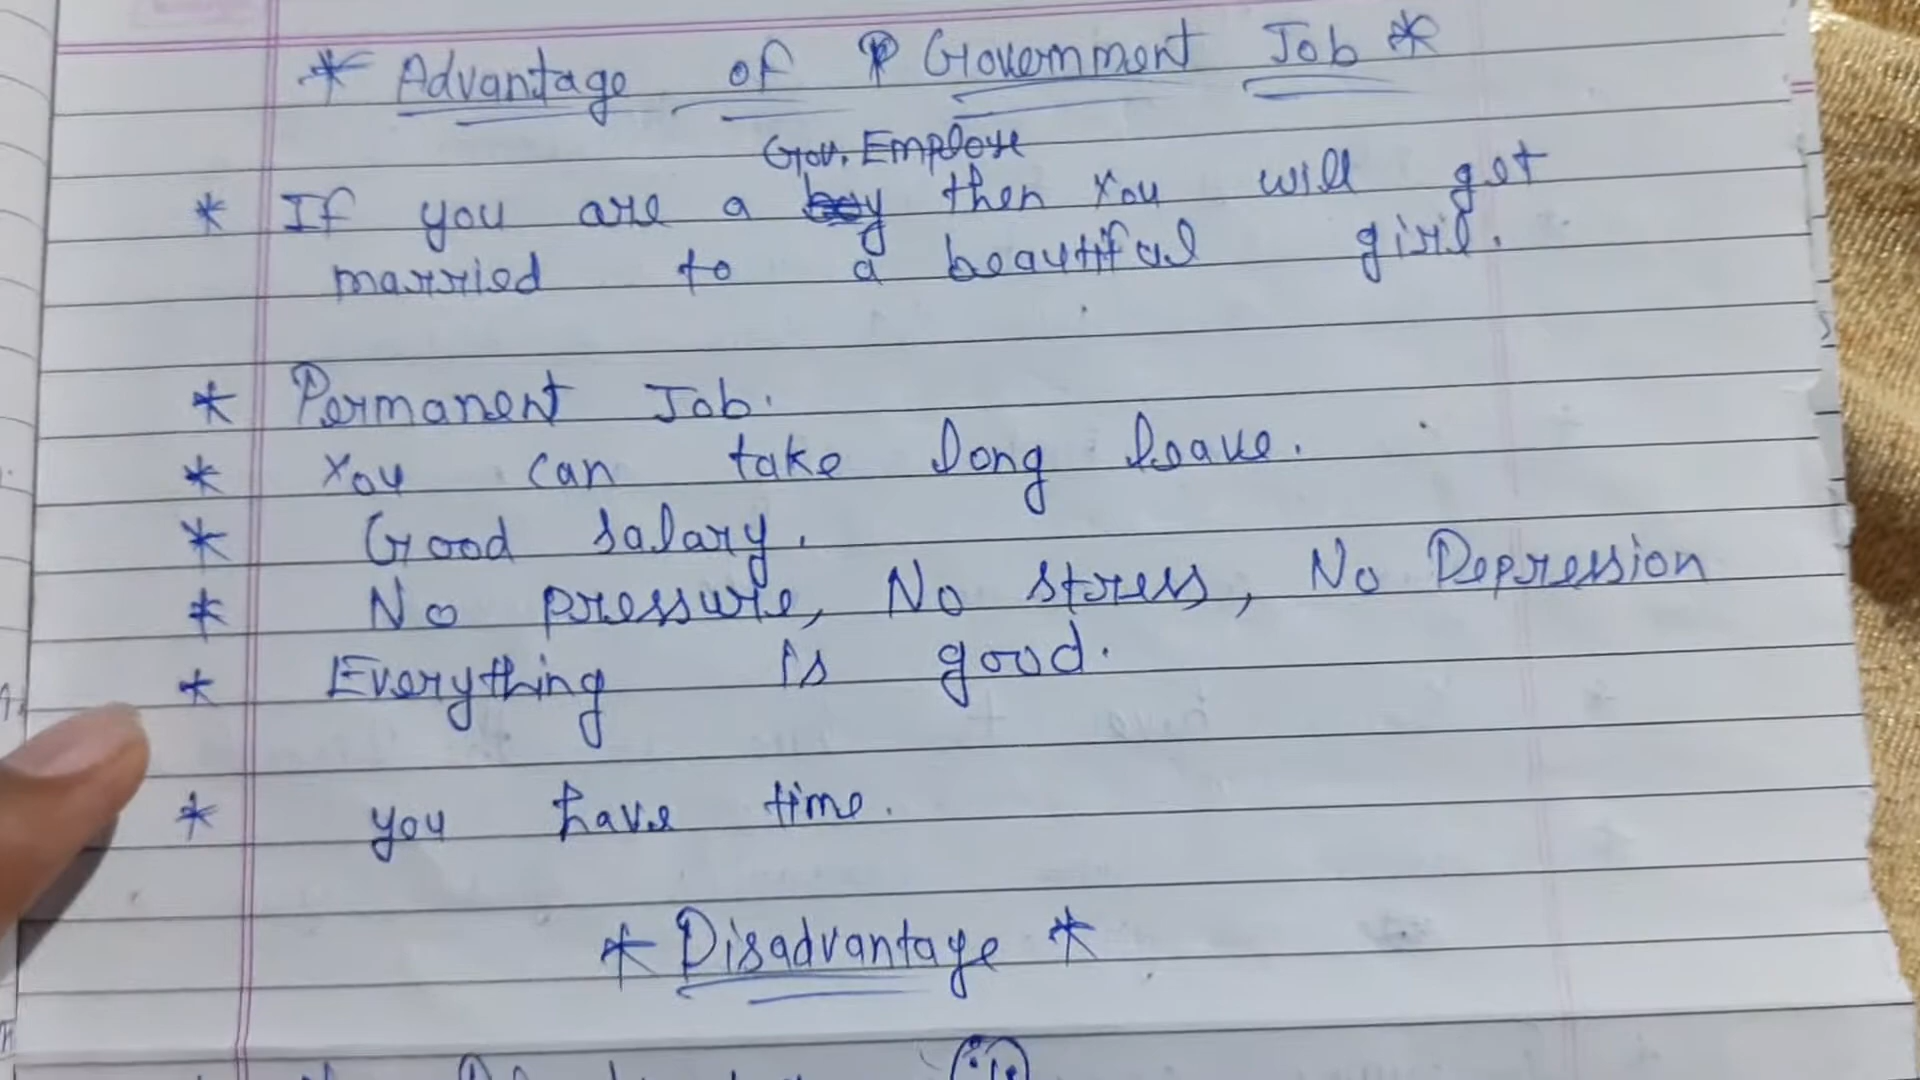 * Advantage of Government Job *
Gov. Employe
* If you are a boy then You will get
married to a beautiful girl.
* Permanent Job.
* You can take long leave.
* Good salary.
* No pressure, No stress, No Depression
* Everything is good.
* you have time.
* Disadvantage *